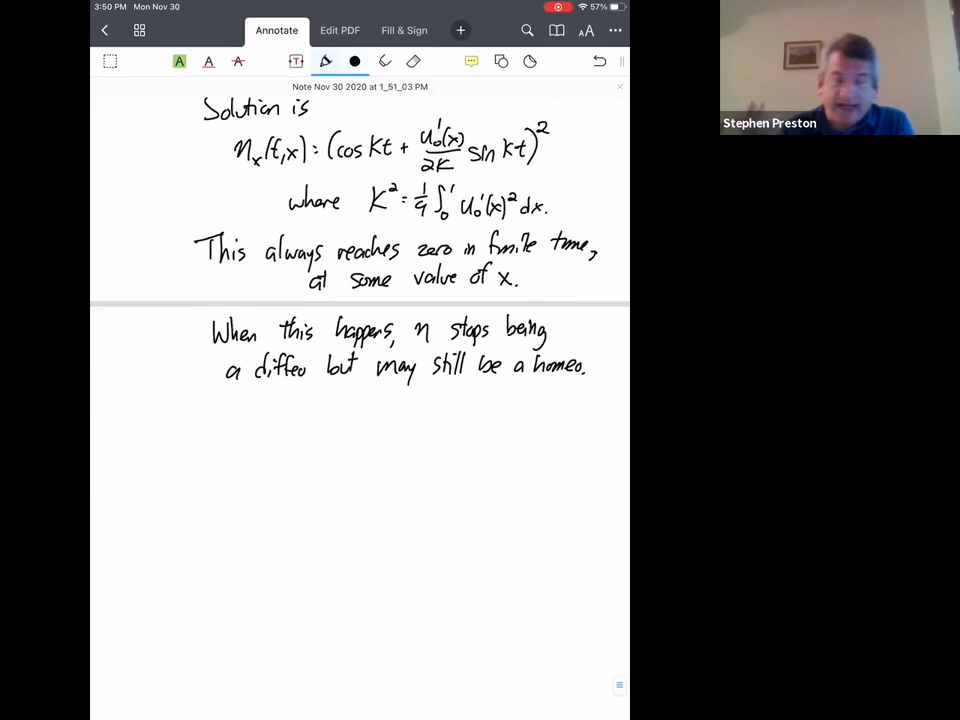 3:50 PM Mon Nov 30
57%
Annotate Edit PDF Fill & Sign
A A A T AA
Note Nov 30 2020 at 1_51_03 PM
Solution is
η_x(t,x) = (cos kt + u₀'(x)/2k sin kt)²
where k² = 1/4 ∫₀¹ u₀'(x)² dx.
This always reaches zero in finite time,
at some value of x.
When this happens, η stops being
a diffeo but may still be a homeo.
Stephen Preston